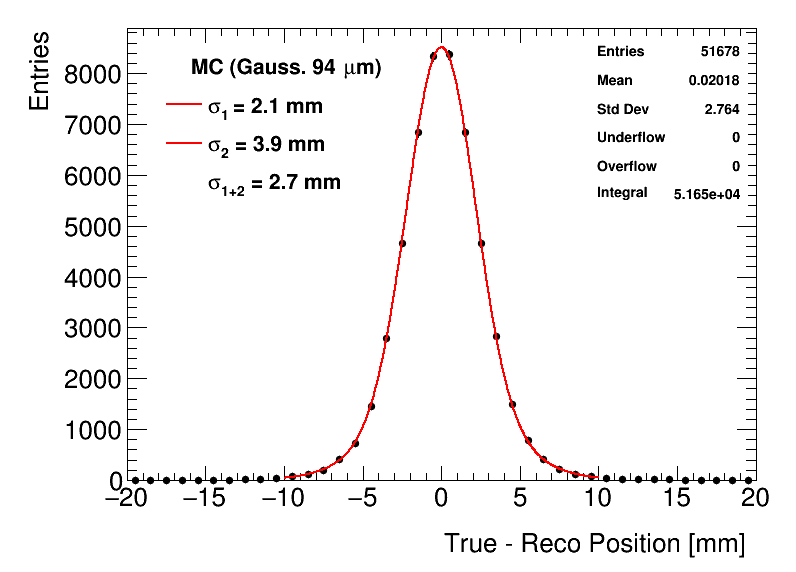 Entries
8000
7000
6000
5000
4000
3000
2000
1000
0
MC (Gauss. 94 μm)
σ1 = 2.1 mm
σ2 = 3.9 mm
σ1+2 = 2.7 mm
Entries 51678
Mean 0.02018
Std Dev 2.764
Underflow 0
Overflow 0
Integral 5.165e+04
−20 −15 −10 −5 0 5 10 15 20
True - Reco Position [mm]